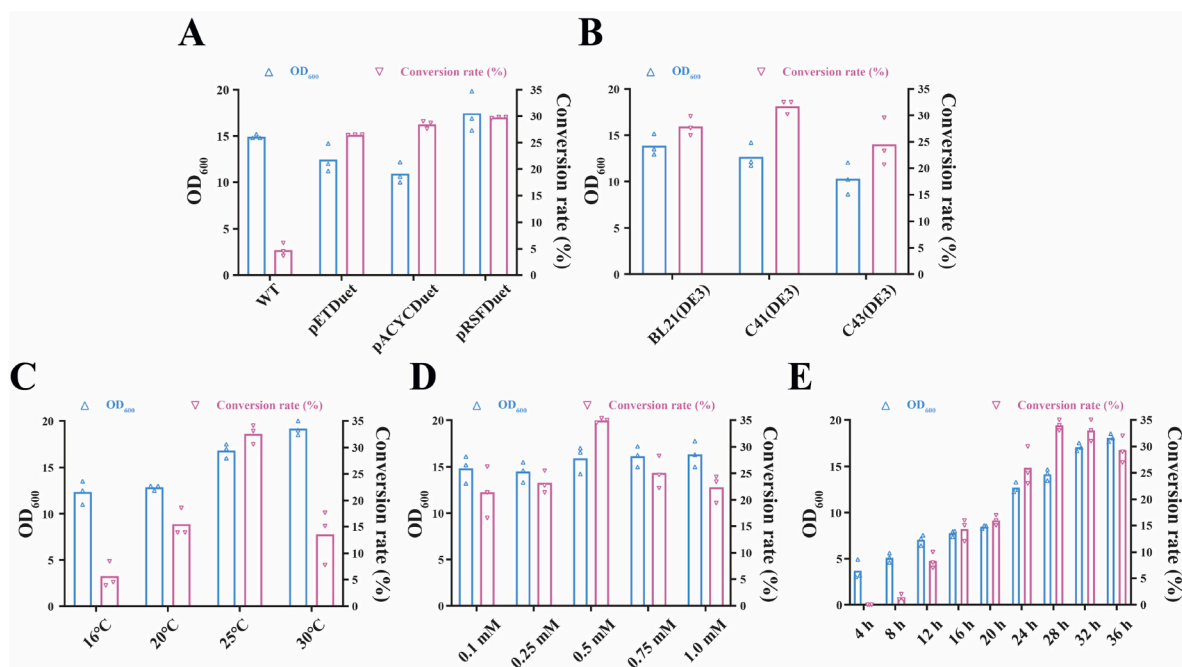 A
OD600 Conversion rate (%)
20
15
10
5
0
OD600
35
30
25
20
15
10
5
0
Conversion rate (%)
WT pETDuet pACYCDuet pRSFDuet
B
OD600 Conversion rate (%)
20
15
10
5
0
OD600
35
30
25
20
15
10
5
0
Conversion rate (%)
BL21(DE3) C41(DE3) C43(DE3)
C
OD600 Conversion rate (%)
20
15
10
5
0
OD600
35
30
25
20
15
10
5
0
Conversion rate (%)
16°C 20°C 25°C 30°C
D
OD600 Conversion rate (%)
20
15
10
5
0
OD600
35
30
25
20
15
10
5
0
Conversion rate (%)
0.1 mM 0.25 mM 0.5 mM 0.75 mM 1.0 mM
E
OD600 Conversion rate (%)
20
15
10
5
0
OD600
35
30
25
20
15
10
5
0
Conversion rate (%)
4 h 8 h 12 h 16 h 20 h 24 h 28 h 32 h 36 h